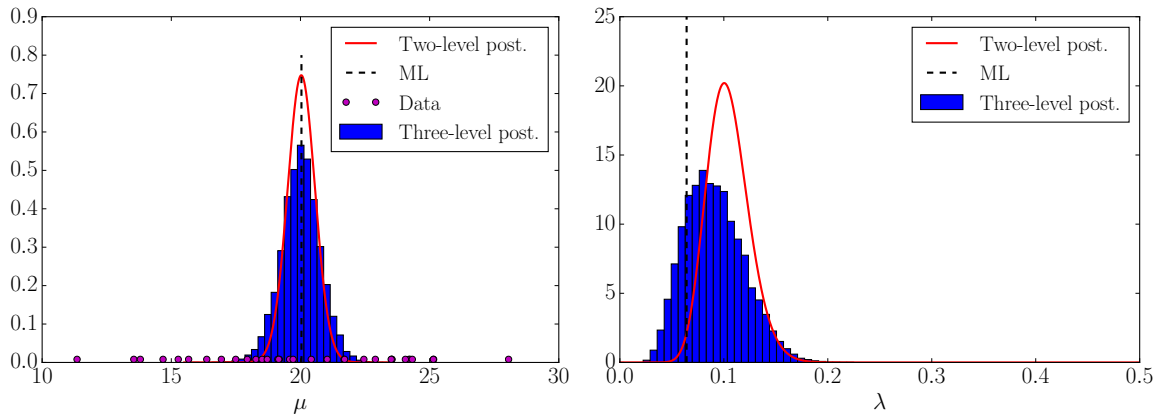 0.9
0.8
0.7
0.6
0.5
0.4
0.3
0.2
0.1
0.0
10 15 20 25 30
μ
Two-level post.
ML
Data
Three-level post.
25
20
15
10
5
0
0.0 0.1 0.2 0.3 0.4 0.5
λ
Two-level post.
ML
Three-level post.